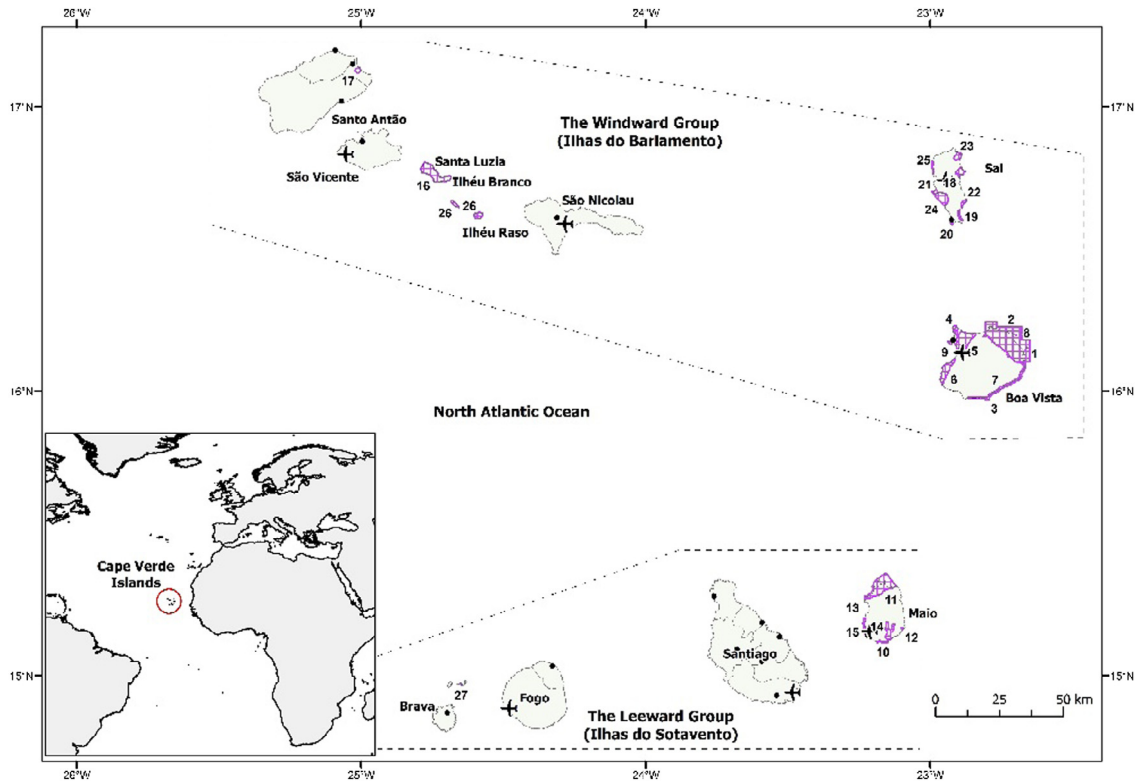 26°W 25°W 24°W 23°W
17°N 17°N
17
Santo Antão
The Windward Group
(Ilhas do Barlamento)
23
25
Sal
São Vicente
Santa Luzia
16
Ilhéu Branco
18
21
22
26 26
São Nicolau
24
19
Ilhéu Raso
20
4 2
8
9 5 1
6 7
Boa Vista
3
16°N 16°N
North Atlantic Ocean
Cape Verde
Islands
13 11
Maio
15 14 12
10
Santiago
15°N 15°N
27
Brava
Fogo
The Leeward Group
(Ilhas do Sotavento)
0 25 50 km
26°W 25°W 24°W 23°W